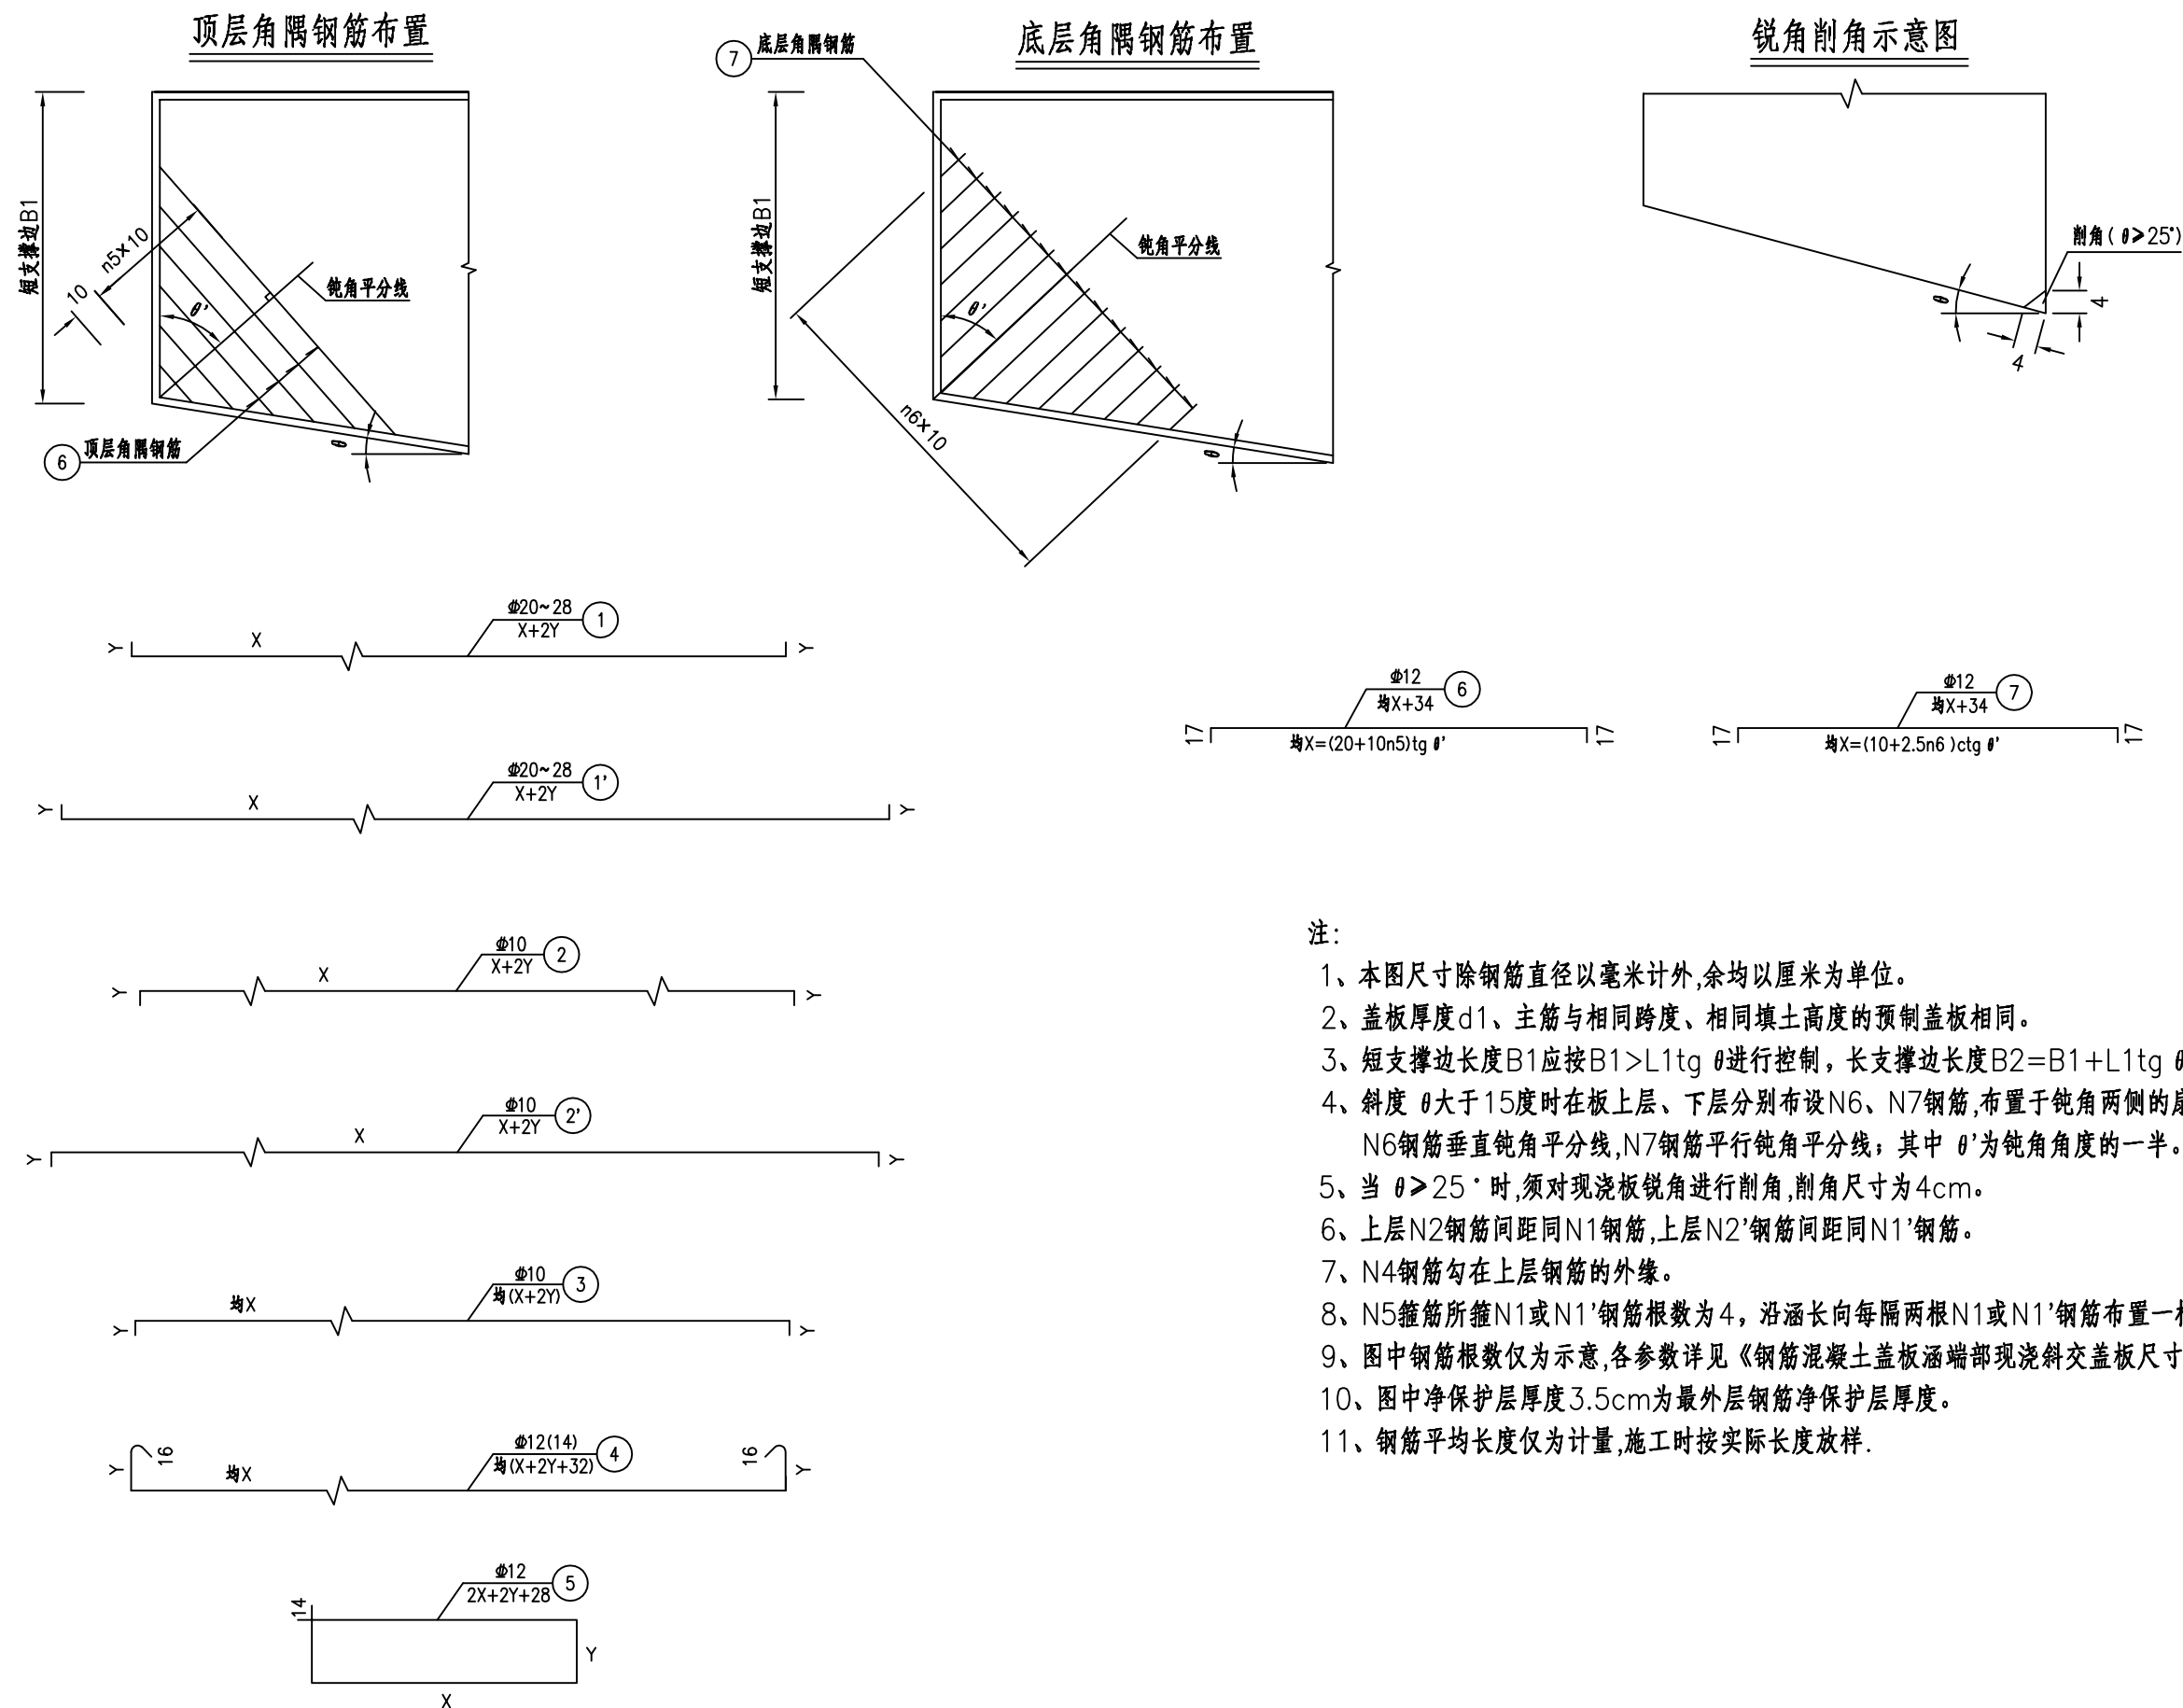 顶层角隅钢筋布置
短支撑边B1
n5×10
10
θ'
钝角平分线
θ
6 顶层角隅钢筋
底层角隅钢筋布置
7 底层角隅钢筋
短支撑边B1
钝角平分线
θ'
n6×10
θ
锐角削角示意图
削角(θ≥25°)
θ
4
4
Y X Φ20~28 1 Y
X+2Y
Y X Φ20~28 1' Y
X+2Y
Y X Φ10 2 Y
X+2Y
Y X Φ10 2' Y
X+2Y
Y 均X Φ10 3 Y
均(X+2Y)
Y 16 均X Φ12(14) 4 16 Y
均(X+2Y+32)
14 Φ12 5
2X+2Y+28
Y
X
17 Φ12 6 17
均X+34
均X=(20+10n5)tg θ'
17 Φ12 7 17
均X+34
均X=(10+2.5n6)ctg θ'
注:
1、本图尺寸除钢筋直径以毫米计外,余均以厘米为单位。
2、盖板厚度d1、主筋与相同跨度、相同填土高度的预制盖板相同。
3、短支撑边长度B1应按B1>L1tg θ进行控制，长支撑边长度B2=B1+L1tg θ
4、斜度 θ大于15度时在板上层、下层分别布设N6、N7钢筋,布置于钝角两侧的
N6钢筋垂直钝角平分线,N7钢筋平行钝角平分线；其中 θ'为钝角角度的一半。
5、当 θ≥25°时,须对现浇板锐角进行削角,削角尺寸为4cm。
6、上层N2钢筋间距同N1钢筋,上层N2'钢筋间距同N1'钢筋。
7、N4钢筋勾在上层钢筋的外缘。
8、N5箍筋所箍N1或N1'钢筋根数为4，沿涵长向每隔两根N1或N1'钢筋布置一
9、图中钢筋根数仅为示意,各参数详见《钢筋混凝土盖板涵端部现浇斜交盖板尺寸
10、图中净保护层厚度3.5cm为最外层钢筋净保护层厚度。
11、钢筋平均长度仅为计量,施工时按实际长度放样.